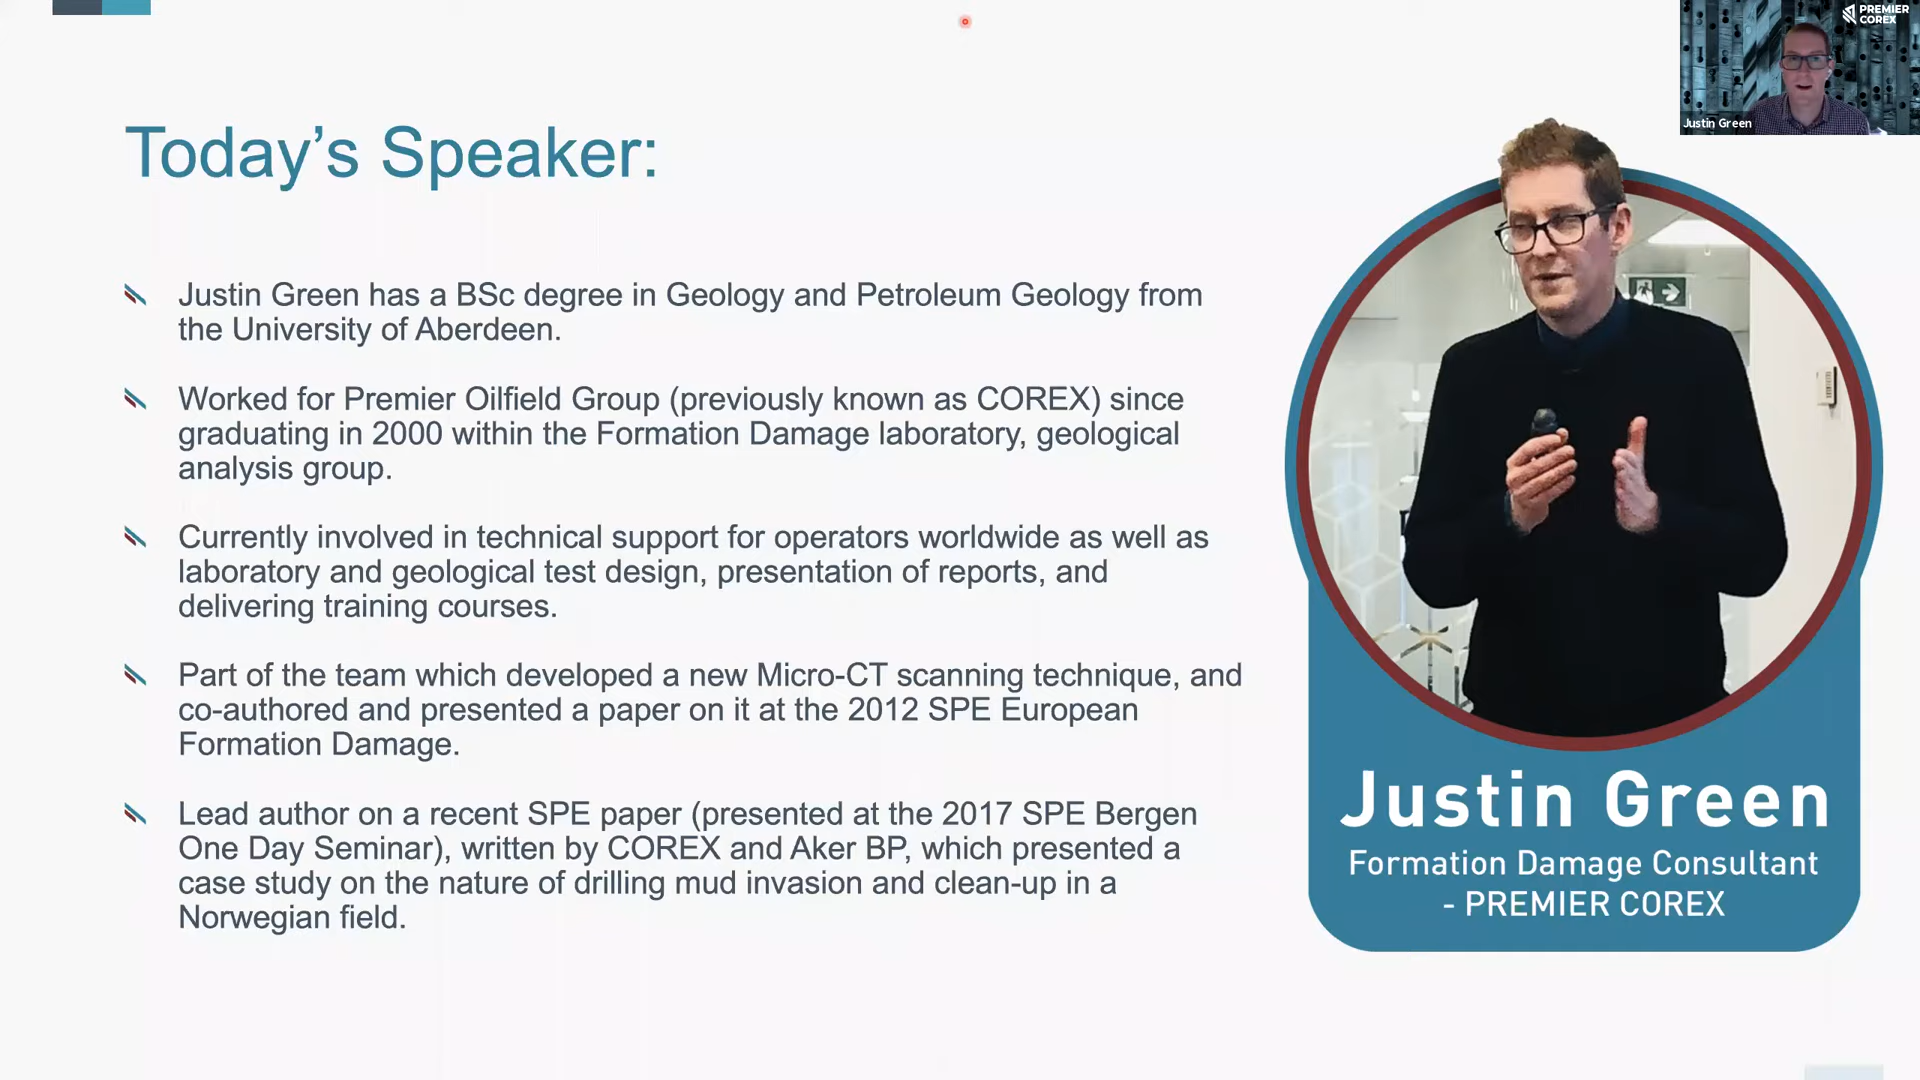 PREMIER
COREX
Justin Green
Today’s Speaker:
Justin Green has a BSc degree in Geology and Petroleum Geology from
the University of Aberdeen.
Worked for Premier Oilfield Group (previously known as COREX) since
graduating in 2000 within the Formation Damage laboratory, geological
analysis group.
Currently involved in technical support for operators worldwide as well as
laboratory and geological test design, presentation of reports, and
delivering training courses.
Part of the team which developed a new Micro-CT scanning technique, and
co-authored and presented a paper on it at the 2012 SPE European
Formation Damage.
Lead author on a recent SPE paper (presented at the 2017 SPE Bergen
One Day Seminar), written by COREX and Aker BP, which presented a
case study on the nature of drilling mud invasion and clean-up in a
Norwegian field.
Justin Green
Formation Damage Consultant
- PREMIER COREX